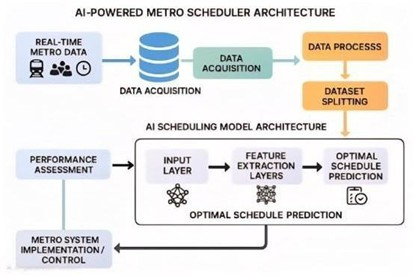 AI-POWERED METRO SCHEDULER ARCHITECTURE
REAL-TIME
METRO DATA
DATA ACQUISITION
DATA
ACQUISITION
DATA PROCESSS
DATASET
SPLITTING
AI SCHEDULING MODEL ARCHITECTURE
PERFORMANCE
ASSESSMENT
INPUT
LAYER
FEATURE
EXTRACTION
LAYERS
OPTIMAL
SCHEDULE
PREDICTION
OPTIMAL SCHEDULE PREDICTION
METRO SYSTEM
IMPLEMENTATION /
CONTROL